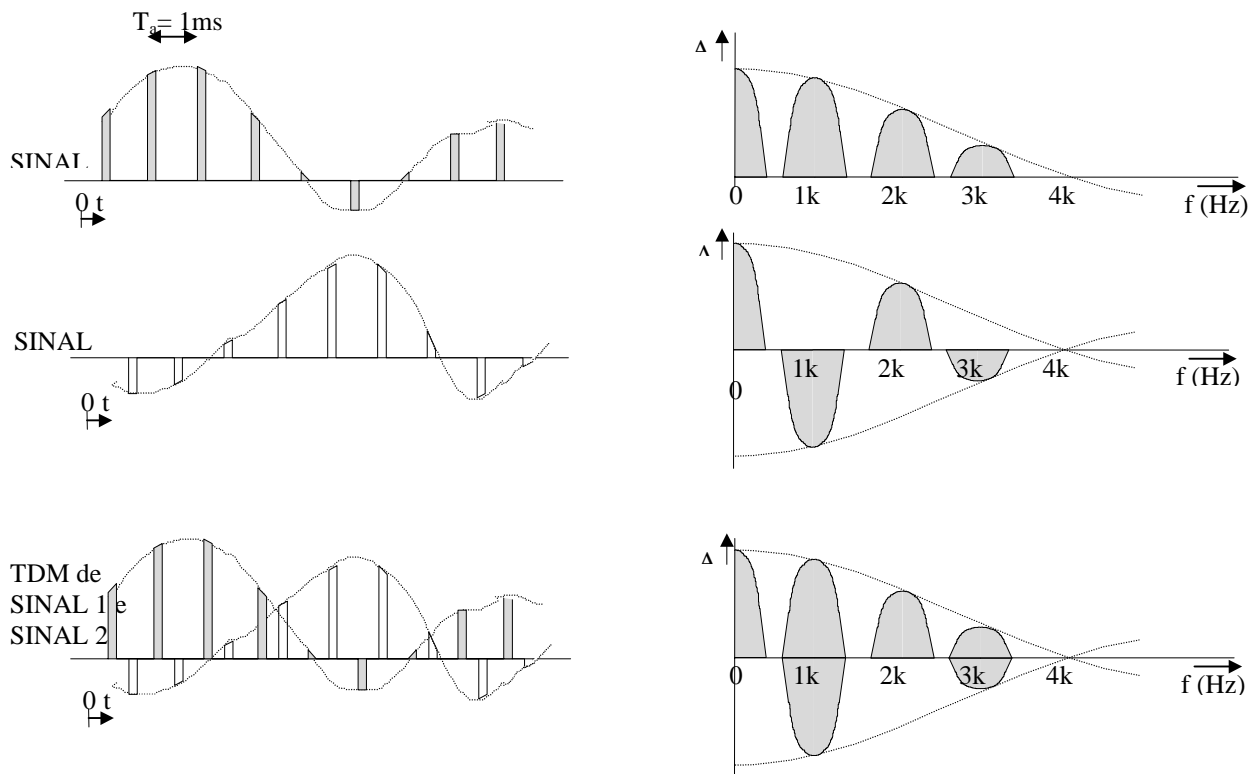 Tₐ= 1ms
SINAL
0 t
0 1k 2k 3k 4k
f (Hz)
SINAL
0 t
0 1k 2k 3k 4k
f (Hz)
TDM de
SINAL 1 e
SINAL 2
0 t
0 1k 2k 3k 4k
f (Hz)